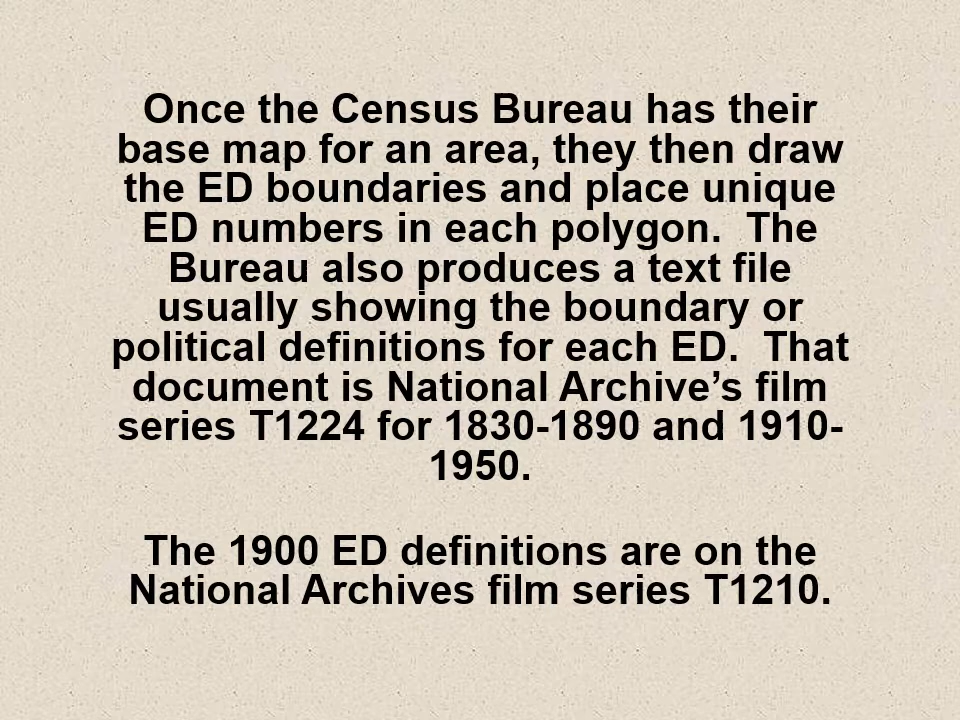 Once the Census Bureau has their
base map for an area, they then draw
the ED boundaries and place unique
ED numbers in each polygon.  The
Bureau also produces a text file
usually showing the boundary or
political definitions for each ED.  That
document is National Archive’s film
series T1224 for 1830-1890 and 1910-
1950.
The 1900 ED definitions are on the
National Archives film series T1210.